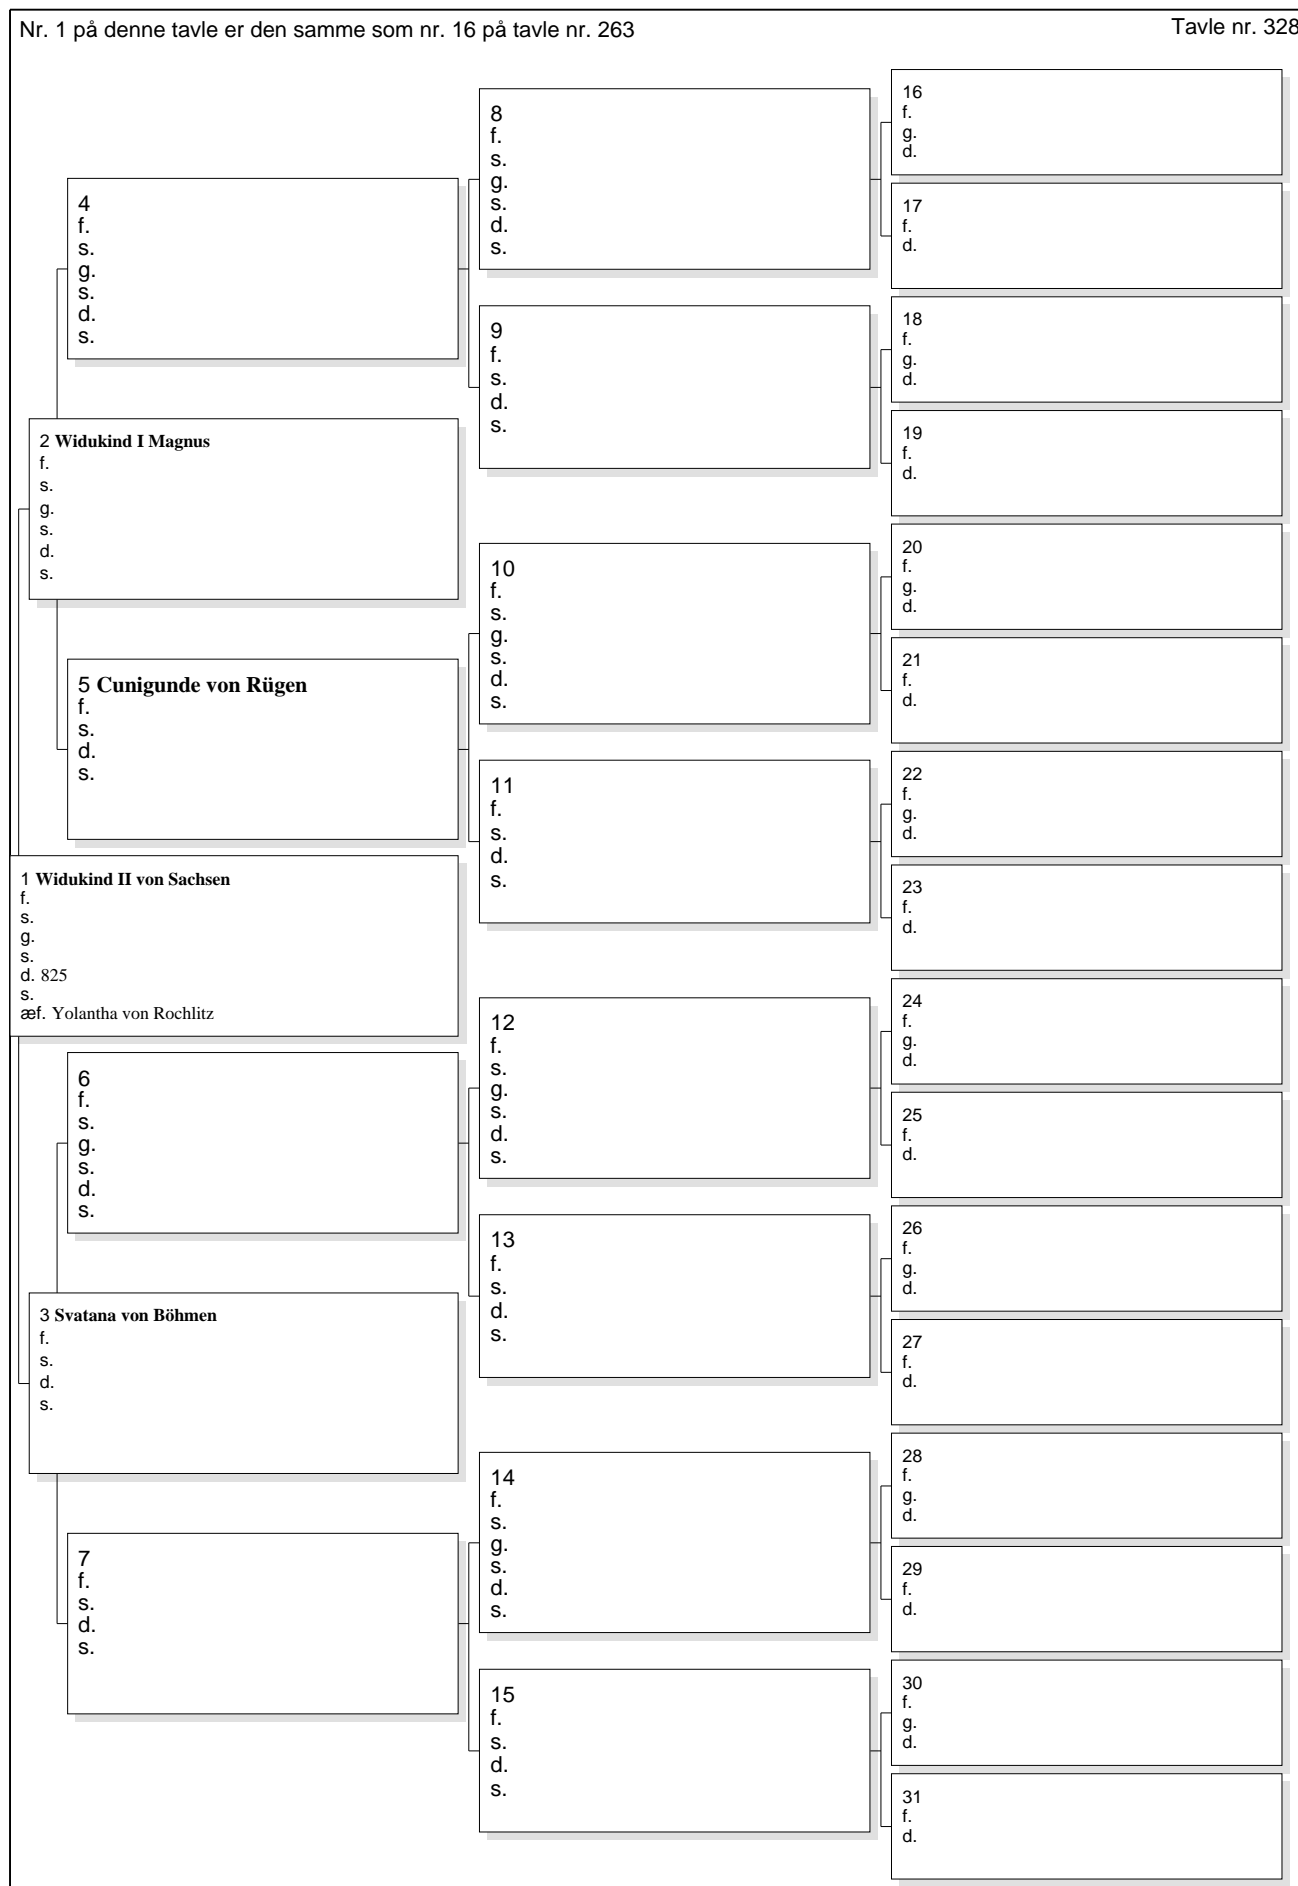 Nr. 1 på denne tavle er den samme som nr. 16 på tavle nr. 263
Tavle nr. 328
1 Widukind II von Sachsen
f.
s.
g.
s.
d. 825
s.
æf. Yolantha von Rochlitz
2 Widukind I Magnus
f.
s.
g.
s.
d.
s.
3 Svatana von Böhmen
f.
s.
d.
s.
4
f.
s.
g.
s.
d.
s.
5 Cunigunde von Rügen
f.
s.
d.
s.
6
f.
s.
g.
s.
d.
s.
7
f.
s.
d.
s.
8
f.
s.
g.
s.
d.
s.
9
f.
s.
d.
s.
10
f.
s.
g.
s.
d.
s.
11
f.
s.
d.
s.
12
f.
s.
g.
s.
d.
s.
13
f.
s.
d.
s.
14
f.
s.
g.
s.
d.
s.
15
f.
s.
d.
s.
16
f.
g.
d.
17
f.
d.
18
f.
g.
d.
19
f.
d.
20
f.
g.
d.
21
f.
d.
22
f.
g.
d.
23
f.
d.
24
f.
g.
d.
25
f.
d.
26
f.
g.
d.
27
f.
d.
28
f.
g.
d.
29
f.
d.
30
f.
g.
d.
31
f.
d.